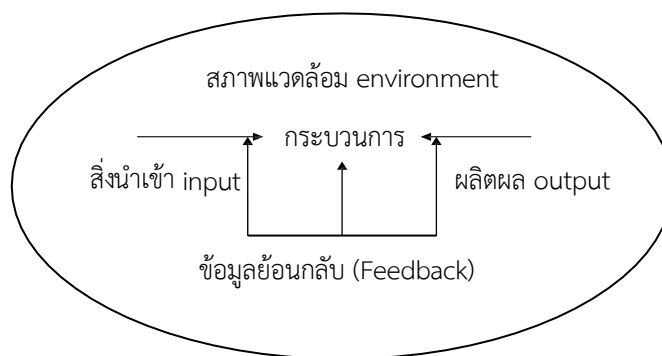 สภาพแวดล้อม environment
กระบวนการ
สิ่งนำเข้า input
ผลิตผล output
ข้อมูลย้อนกลับ (Feedback)